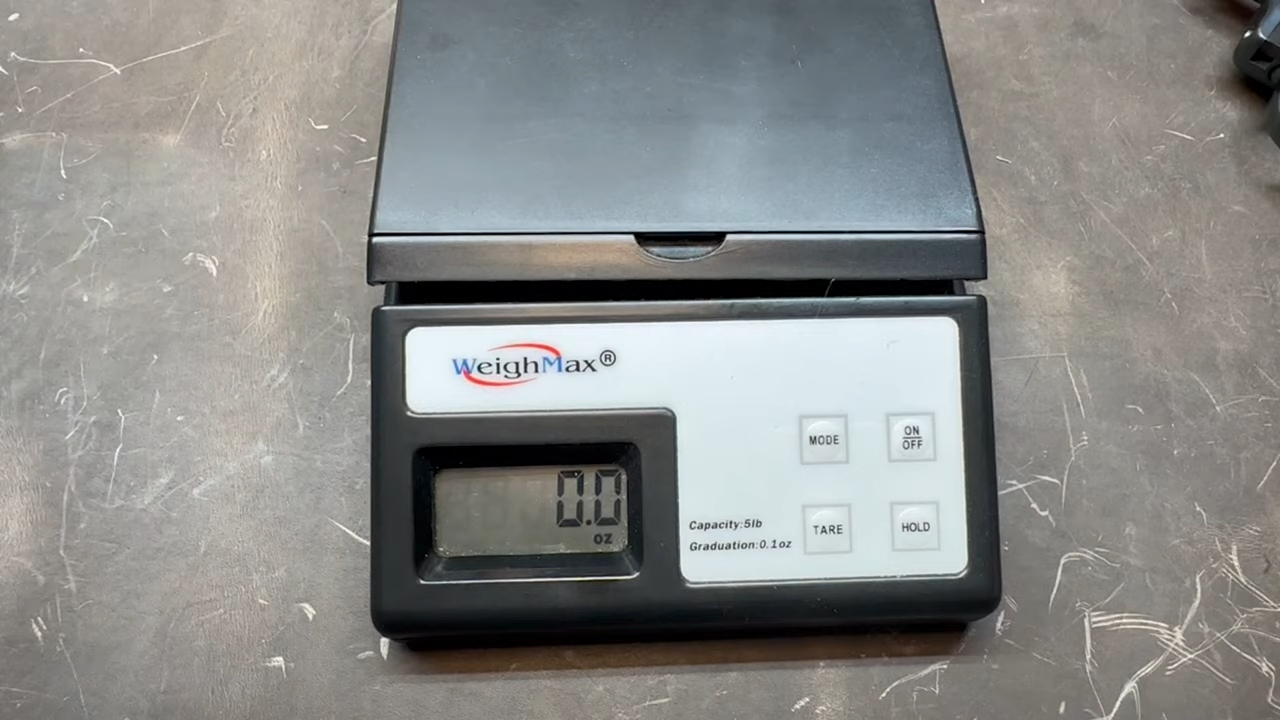 WeighMax®
MODE
ON
OFF
0.0
oz
Capacity:5lb
Graduation:0.1oz
TARE
HOLD